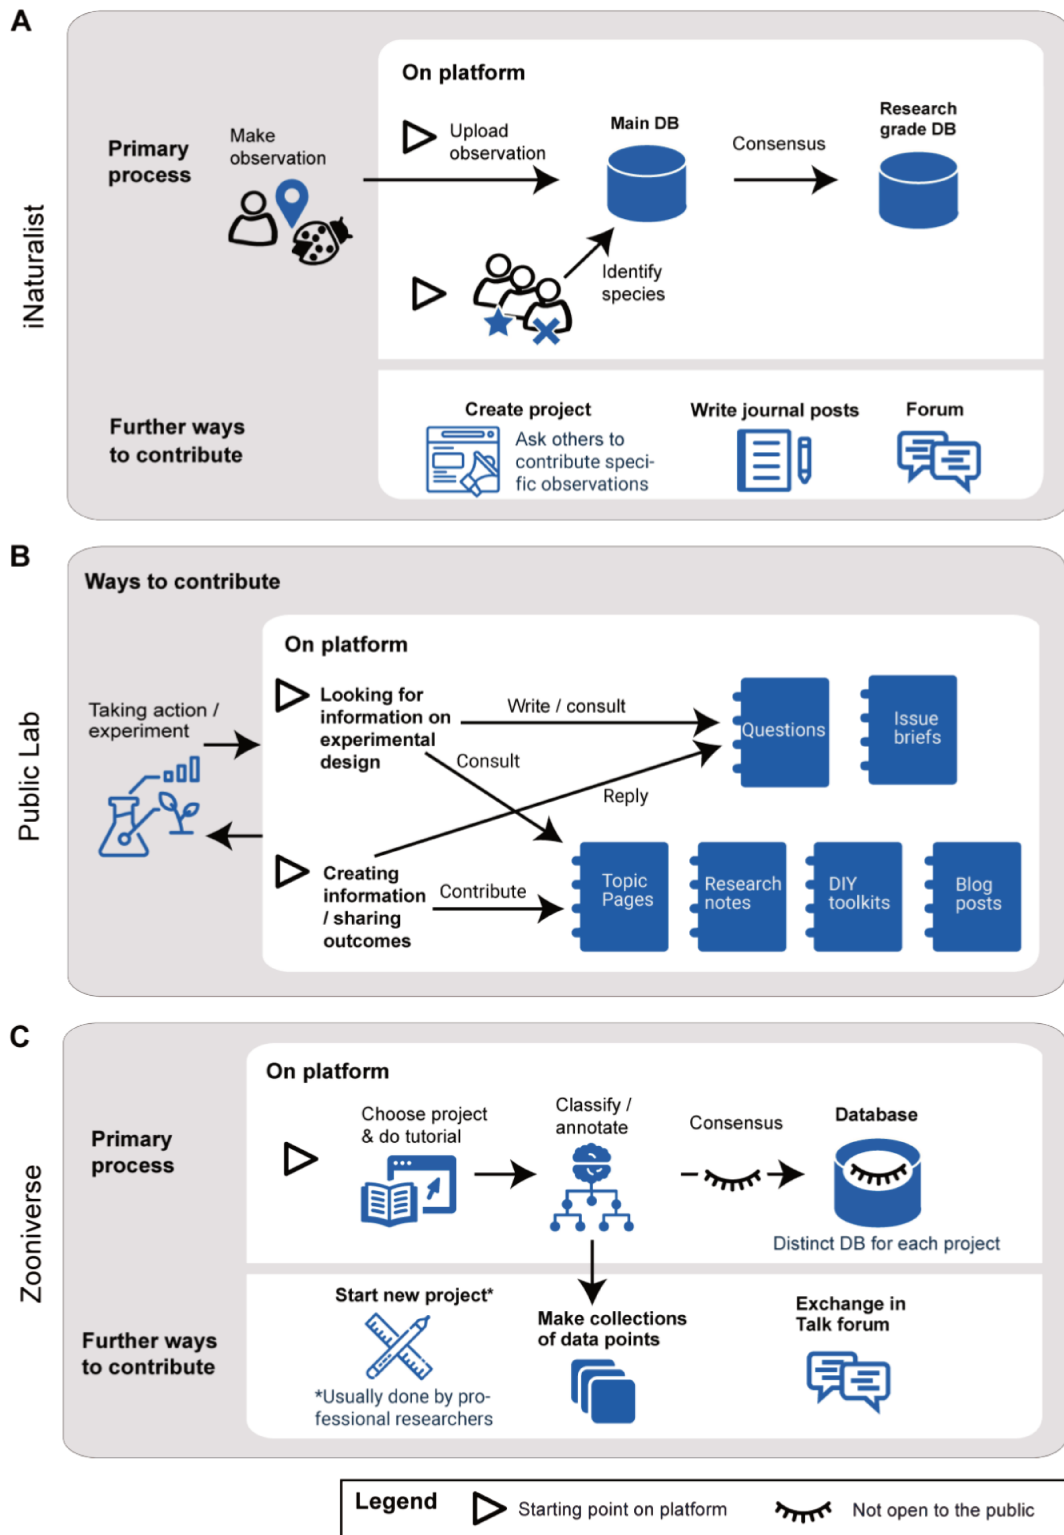 A
iNaturalist
On platform
Primary
process
Make
observation
Upload
observation
Main DB
Consensus
Research
grade DB
Identify
species
Further ways
to contribute
Create project
Ask others to
contribute speci-
fic observations
Write journal posts
Forum
B
Public Lab
Ways to contribute
On platform
Taking action /
experiment
Looking for
information on
experimental
design
Write / consult
Consult
Reply
Questions
Issue
briefs
Creating
information
/ sharing
outcomes
Contribute
Topic
Pages
Research
notes
DIY
toolkits
Blog
posts
C
Zooniverse
On platform
Primary
process
Choose project
& do tutorial
Classify /
annotate
Consensus
Database
Distinct DB for each project
Further ways
to contribute
Start new project*
*Usually done by pro-
fessional researchers
Make collections
of data points
Exchange in
Talk forum
Legend
Starting point on platform
Not open to the public